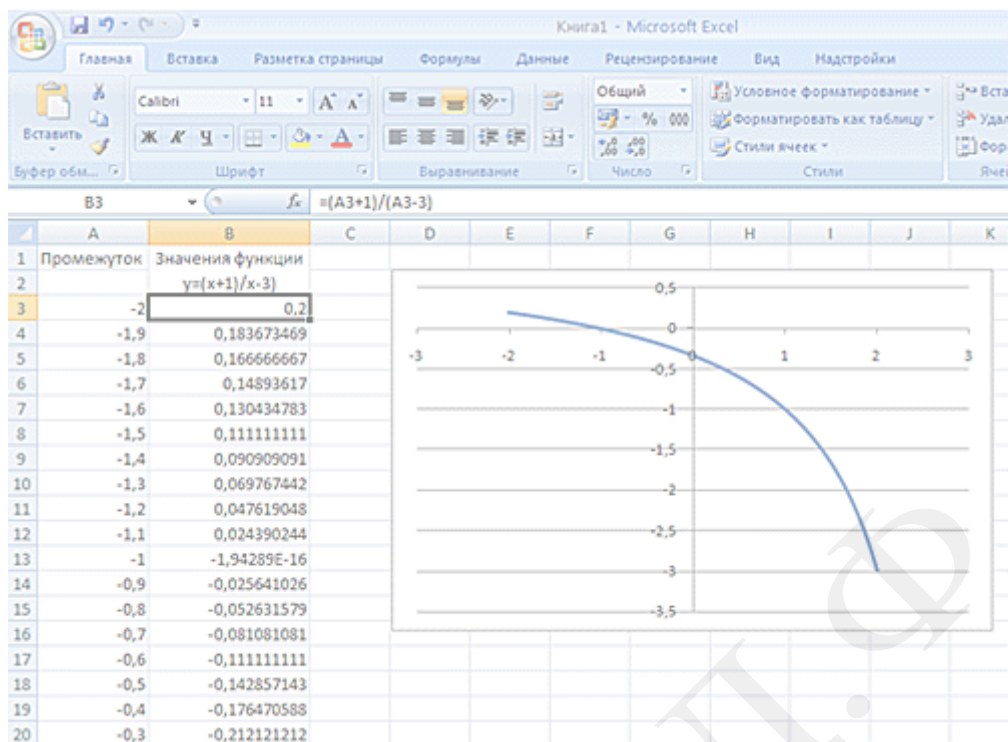 Книга1 - Microsoft Excel
Главная Вставка Разметка страницы Формулы Данные Рецензирование Вид Надстройки
Вставить
Calibri 11 A A
Ж К Ч А
Общий
% 000
Условное форматирование
Форматировать как таблицу
Стили ячеек
Вста
Удал
Фор
Буфер обм... Шрифт Выравнивание Число Стили Яче
B3 fx =(A3+1)/(A3-3)
A B C D E F G H I J K
1 Промежуток Значения функции
2 y=(x+1)/x-3)
3 -2 0,2
4 -1,9 0,183673469
5 -1,8 0,166666667
6 -1,7 0,14893617
7 -1,6 0,130434783
8 -1,5 0,111111111
9 -1,4 0,090909091
10 -1,3 0,069767442
11 -1,2 0,047619048
12 -1,1 0,024390244
13 -1 -1,94289E-16
14 -0,9 -0,025641026
15 -0,8 -0,052631579
16 -0,7 -0,081081081
17 -0,6 -0,111111111
18 -0,5 -0,142857143
19 -0,4 -0,176470588
20 -0,3 -0,212121212
0,5
0
-3 -2 -1 0 1 2 3
-0,5
-1
-1,5
-2
-2,5
-3
-3,5